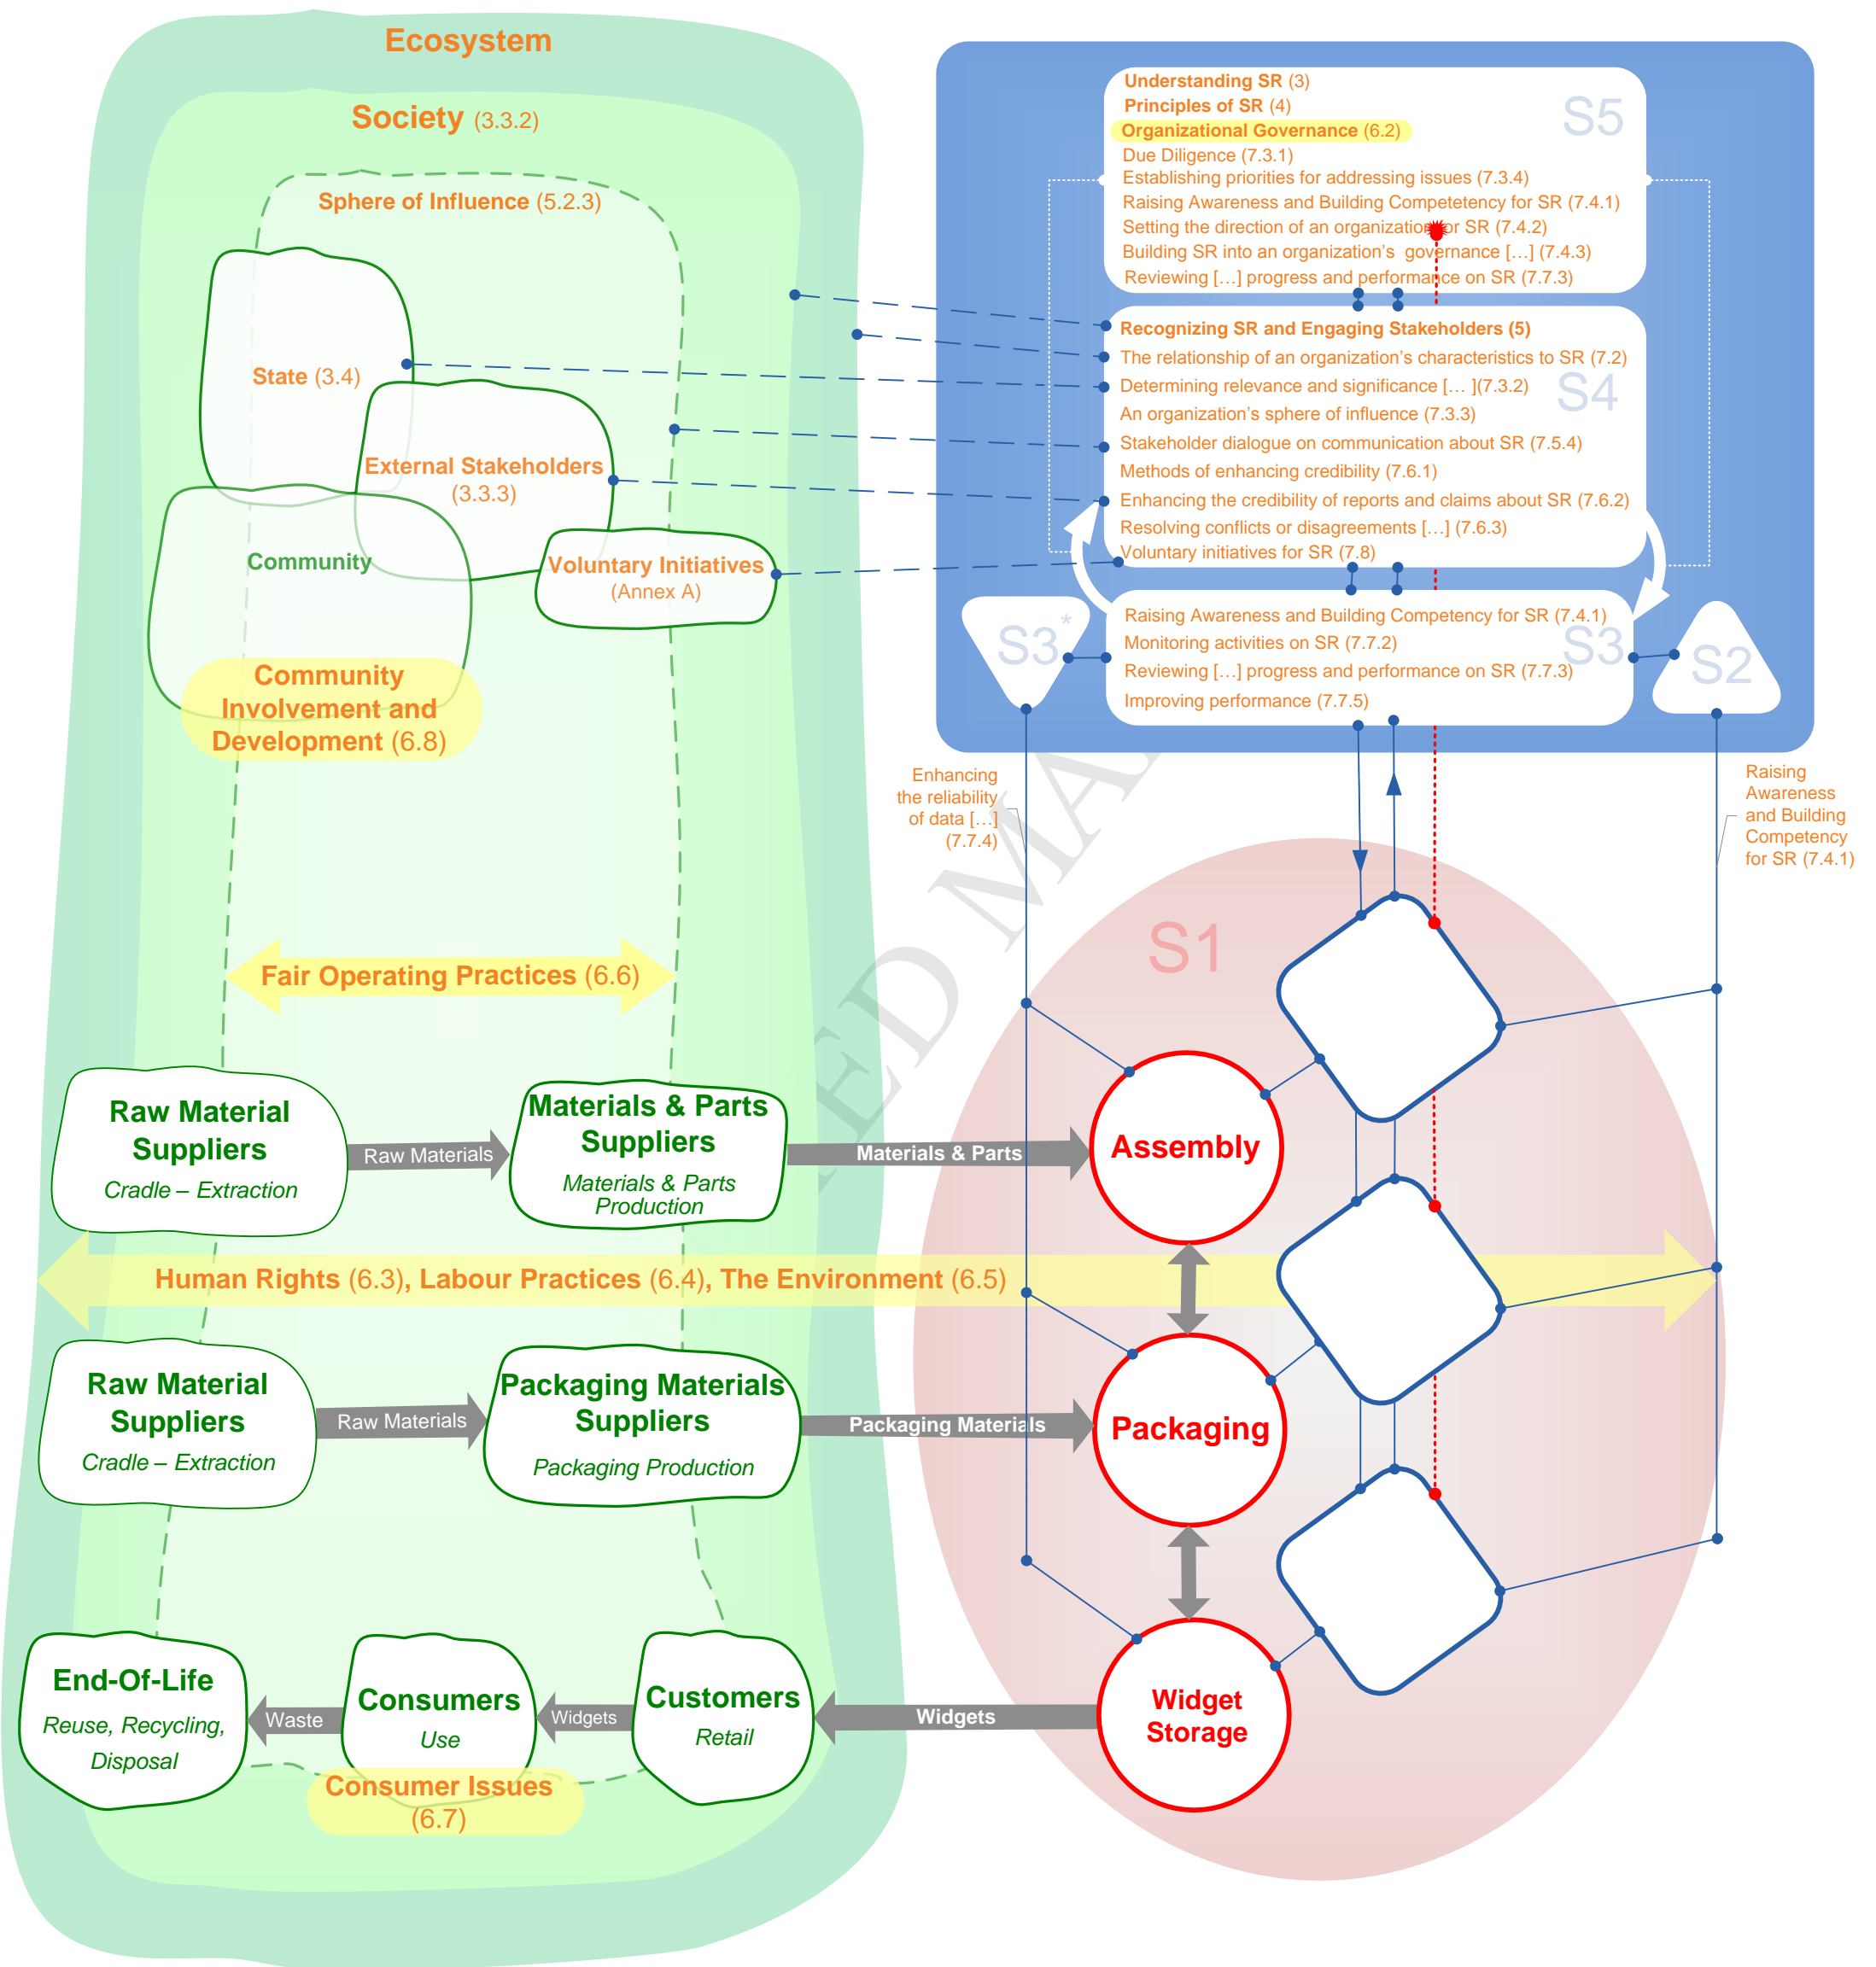 Ecosystem
Society (3.3.2)
Sphere of Influence (5.2.3)
State (3.4)
External Stakeholders
(3.3.3)
Community
Voluntary Initiatives
(Annex A)
Community
Involvement and
Development (6.8)
Fair Operating Practices (6.6)
Understanding SR (3)
Principles of SR (4)
Organizational Governance (6.2)
Due Diligence (7.3.1)
Establishing priorities for addressing issues (7.3.4)
Raising Awareness and Building Competetency for SR (7.4.1)
Setting the direction of an organization for SR (7.4.2)
Building SR into an organization's governance […] (7.4.3)
Reviewing […] progress and performance on SR (7.7.3)
S5
Recognizing SR and Engaging Stakeholders (5)
The relationship of an organization's characteristics to SR (7.2)
Determining relevance and significance [… ](7.3.2)
An organization's sphere of influence (7.3.3)
Stakeholder dialogue on communication about SR (7.5.4)
Methods of enhancing credibility (7.6.1)
Enhancing the credibility of reports and claims about SR (7.6.2)
Resolving conflicts or disagreements […] (7.6.3)
Voluntary initiatives for SR (7.8)
S4
S3*
Raising Awareness and Building Competency for SR (7.4.1)
Monitoring activities on SR (7.7.2)
Reviewing […] progress and performance on SR (7.7.3)
Improving performance (7.7.5)
S3
S2
Enhancing
the reliability
of data […]
(7.7.4)
Raising
Awareness
and Building
Competency
for SR (7.4.1)
S1
Raw Material
Suppliers
Cradle – Extraction
Raw Materials
Materials & Parts
Suppliers
Materials & Parts
Production
Materials & Parts
Assembly
Human Rights (6.3), Labour Practices (6.4), The Environment (6.5)
Raw Material
Suppliers
Cradle – Extraction
Raw Materials
Packaging Materials
Suppliers
Packaging Production
Packaging Materials
Packaging
End-Of-Life
Reuse, Recycling,
Disposal
Waste
Consumers
Use
Widgets
Customers
Retail
Widgets
Widget
Storage
Consumer Issues
(6.7)